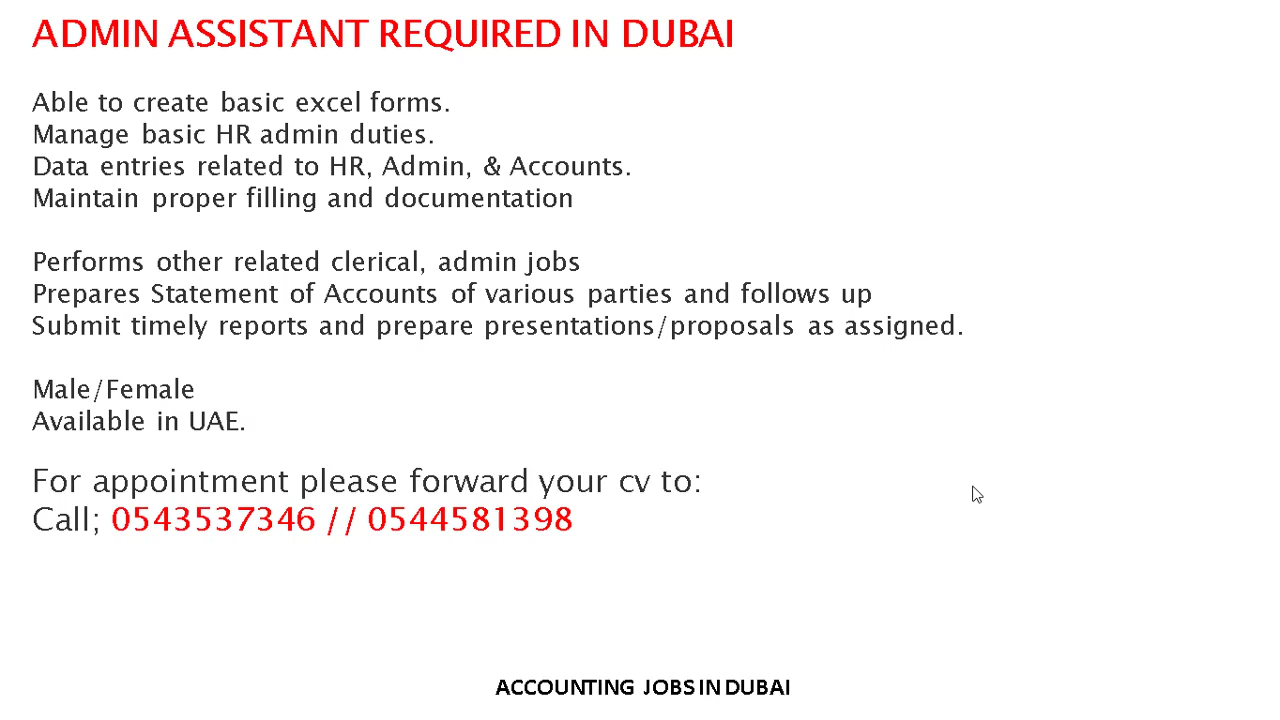 ADMIN ASSISTANT REQUIRED IN DUBAI
Able to create basic excel forms.
Manage basic HR admin duties.
Data entries related to HR, Admin, & Accounts.
Maintain proper filling and documentation
Performs other related clerical, admin jobs
Prepares Statement of Accounts of various parties and follows up
Submit timely reports and prepare presentations/proposals as assigned.
Male/Female
Available in UAE.
For appointment please forward your cv to:
Call; 0543537346 // 0544581398
ACCOUNTING JOBS IN DUBAI